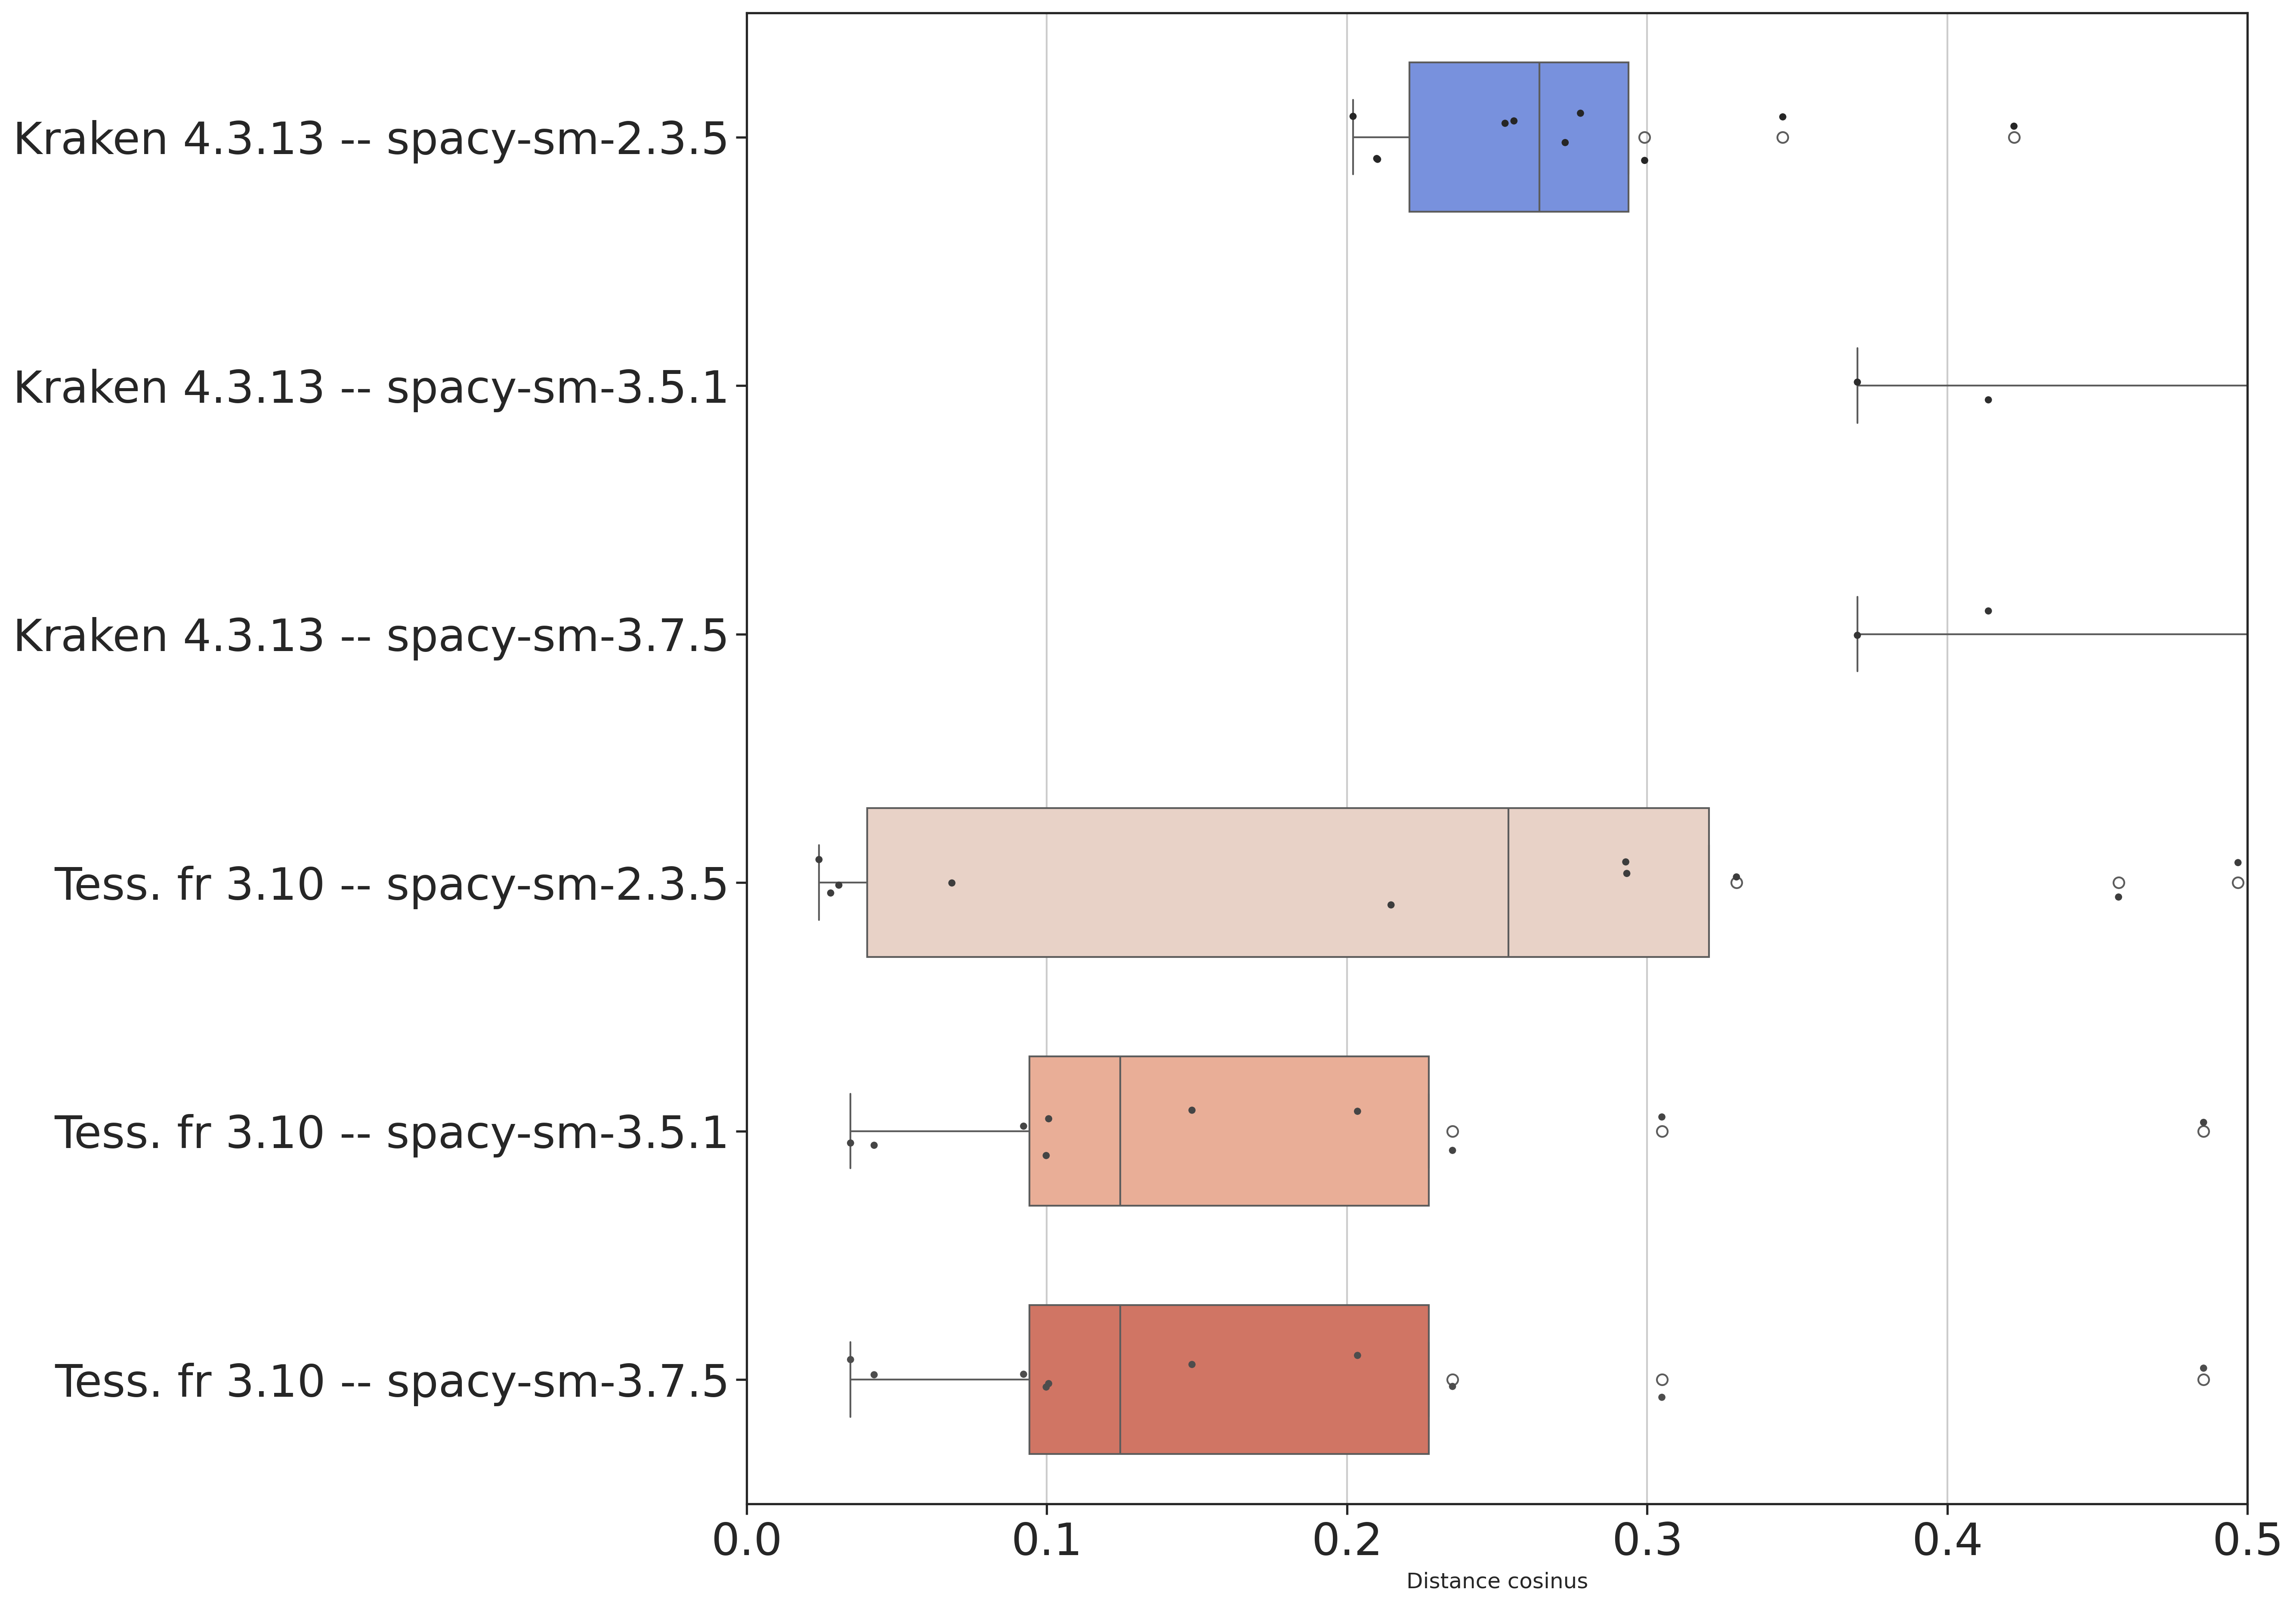 Kraken 4.3.13 -- spacy-sm-2.3.5
Kraken 4.3.13 -- spacy-sm-3.5.1
Kraken 4.3.13 -- spacy-sm-3.7.5
Tess. fr 3.10 -- spacy-sm-2.3.5
Tess. fr 3.10 -- spacy-sm-3.5.1
Tess. fr 3.10 -- spacy-sm-3.7.5
0.0 0.1 0.2 0.3 0.4 0.5
Distance cosinus